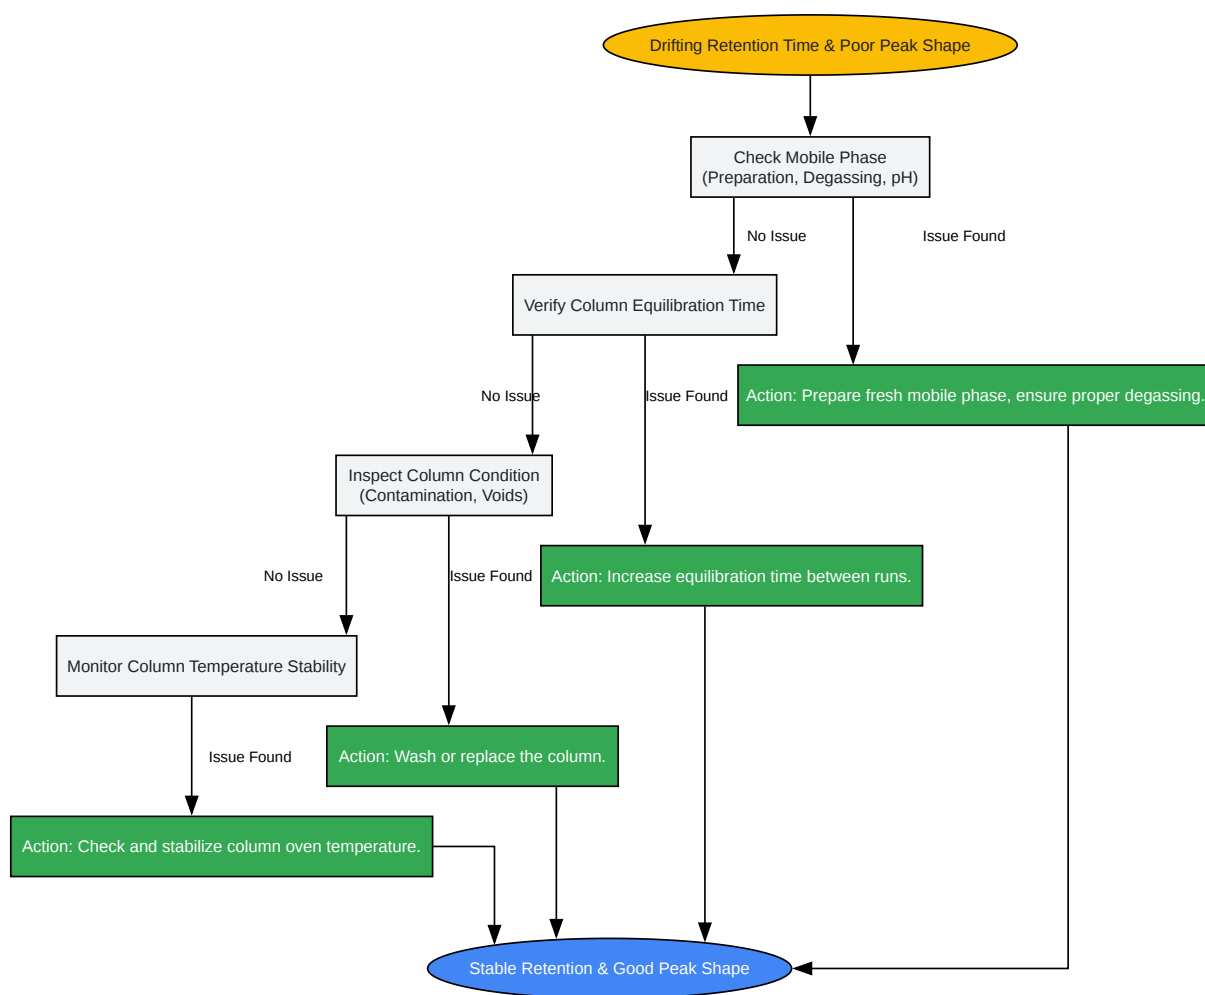 Drifting Retention Time & Poor Peak Shape
Check Mobile Phase
(Preparation, Degassing, pH)
No Issue
Issue Found
Verify Column Equilibration Time
No Issue
Issue Found
Action: Prepare fresh mobile phase, ensure proper degassing.
Inspect Column Condition
(Contamination, Voids)
No Issue
Issue Found
Action: Increase equilibration time between runs.
Monitor Column Temperature Stability
Issue Found
Action: Wash or replace the column.
Action: Check and stabilize column oven temperature.
Stable Retention & Good Peak Shape